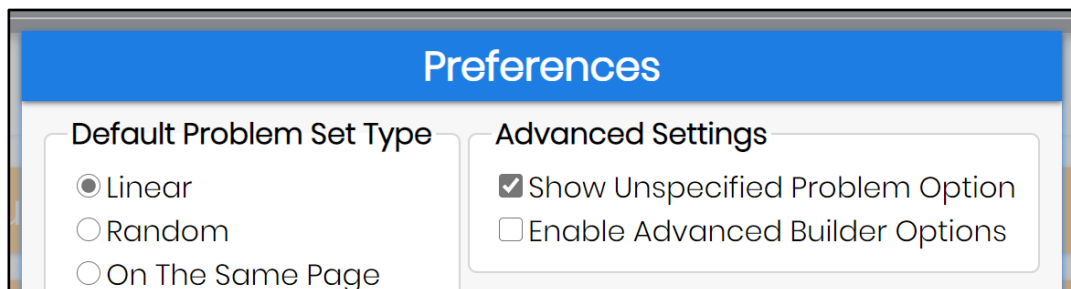 Preferences
Default Problem Set Type
Linear
Random
On The Same Page
Advanced Settings
Show Unspecified Problem Option
Enable Advanced Builder Options